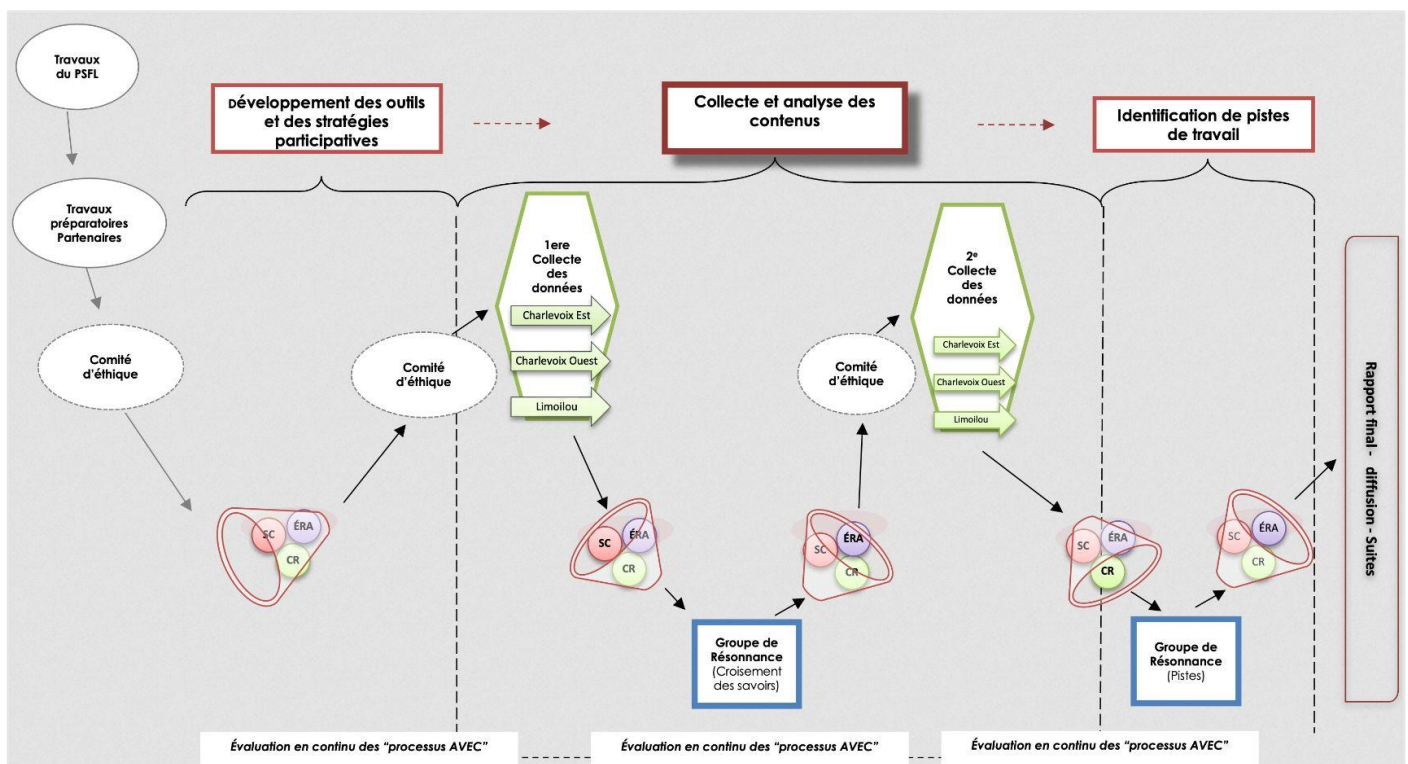 Travaux
du PSFL
Développement des outils
et des stratégies
participatives
Collecte et analyse des
contenus
Identification de pistes
de travail
Travaux
préparatoires
Partenaires
Comité
d'éthique
Comité
d'éthique
1ere
Collecte
des
données
Charlevoix Est
Charlevoix Ouest
Limoilou
Comité
d'éthique
2e
Collecte
des
données
Charlevoix Est
Charlevoix Ouest
Limoilou
SC
ÉRA
CR
SC
ÉRA
CR
SC
ÉRA
CR
SC
ÉRA
CR
SC
ÉRA
CR
Groupe de
Résonnance
(Croisement
des savoirs)
Groupe de
Résonnance
(Pistes)
Rapport final - diffusion - Suites
Évaluation en continu des “processus AVEC”
Évaluation en continu des “processus AVEC”
Évaluation en continu des “processus AVEC”